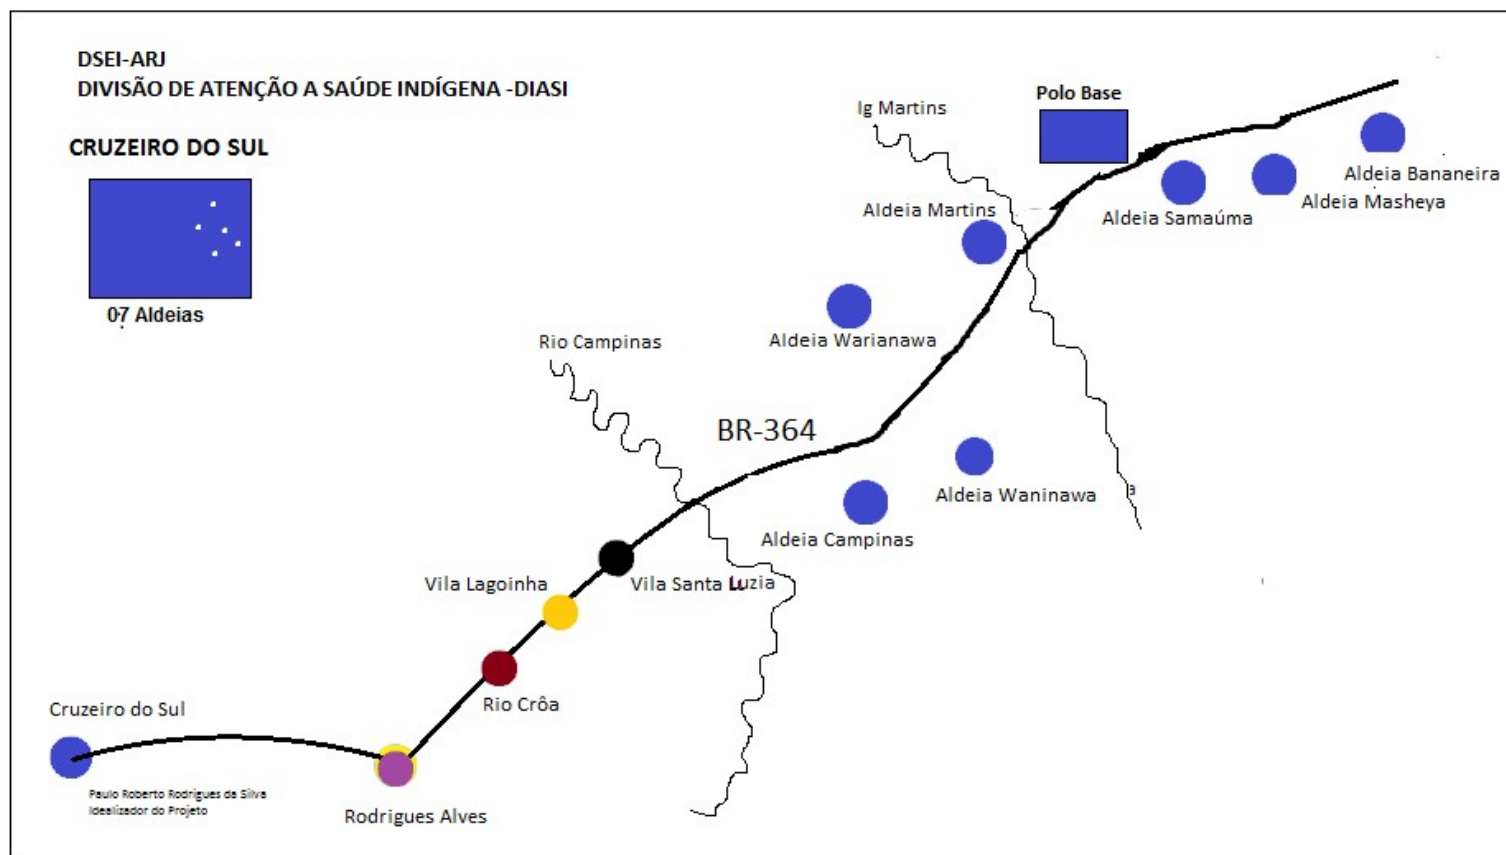 DSEI-ARJ
DIVISÃO DE ATENÇÃO A SAÚDE INDÍGENA -DIASI
CRUZEIRO DO SUL
07 Aldeias
Ig Martins
Polo Base
Aldeia Bananeira
Aldeia Masheya
Aldeia Samaúma
Aldeia Martins
Aldeia Warianawa
Rio Campinas
BR-364
Aldeia Waninawa
Aldeia Campinas
Vila Lagoinha
Vila Santa Luzia
Rio Crôa
Cruzeiro do Sul
Paulo Roberto Rodrigues da Silva
Idealizador do Projeto
Rodrigues Alves